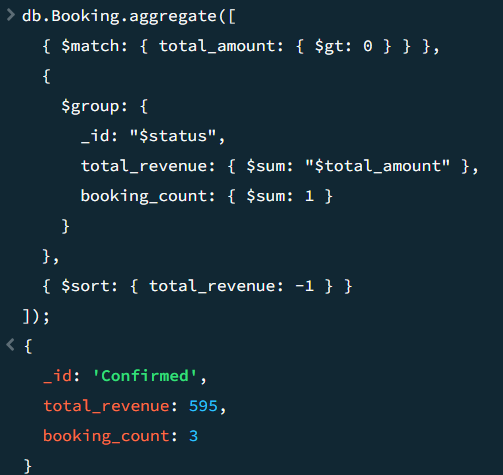 > db.Booking.aggregate([
{ $match: { total_amount: { $gt: 0 } } },
{
$group: {
_id: "$status",
total_revenue: { $sum: "$total_amount" },
booking_count: { $sum: 1 }
}
},
{ $sort: { total_revenue: -1 } }
]);
< {
_id: 'Confirmed',
total_revenue: 595,
booking_count: 3
}